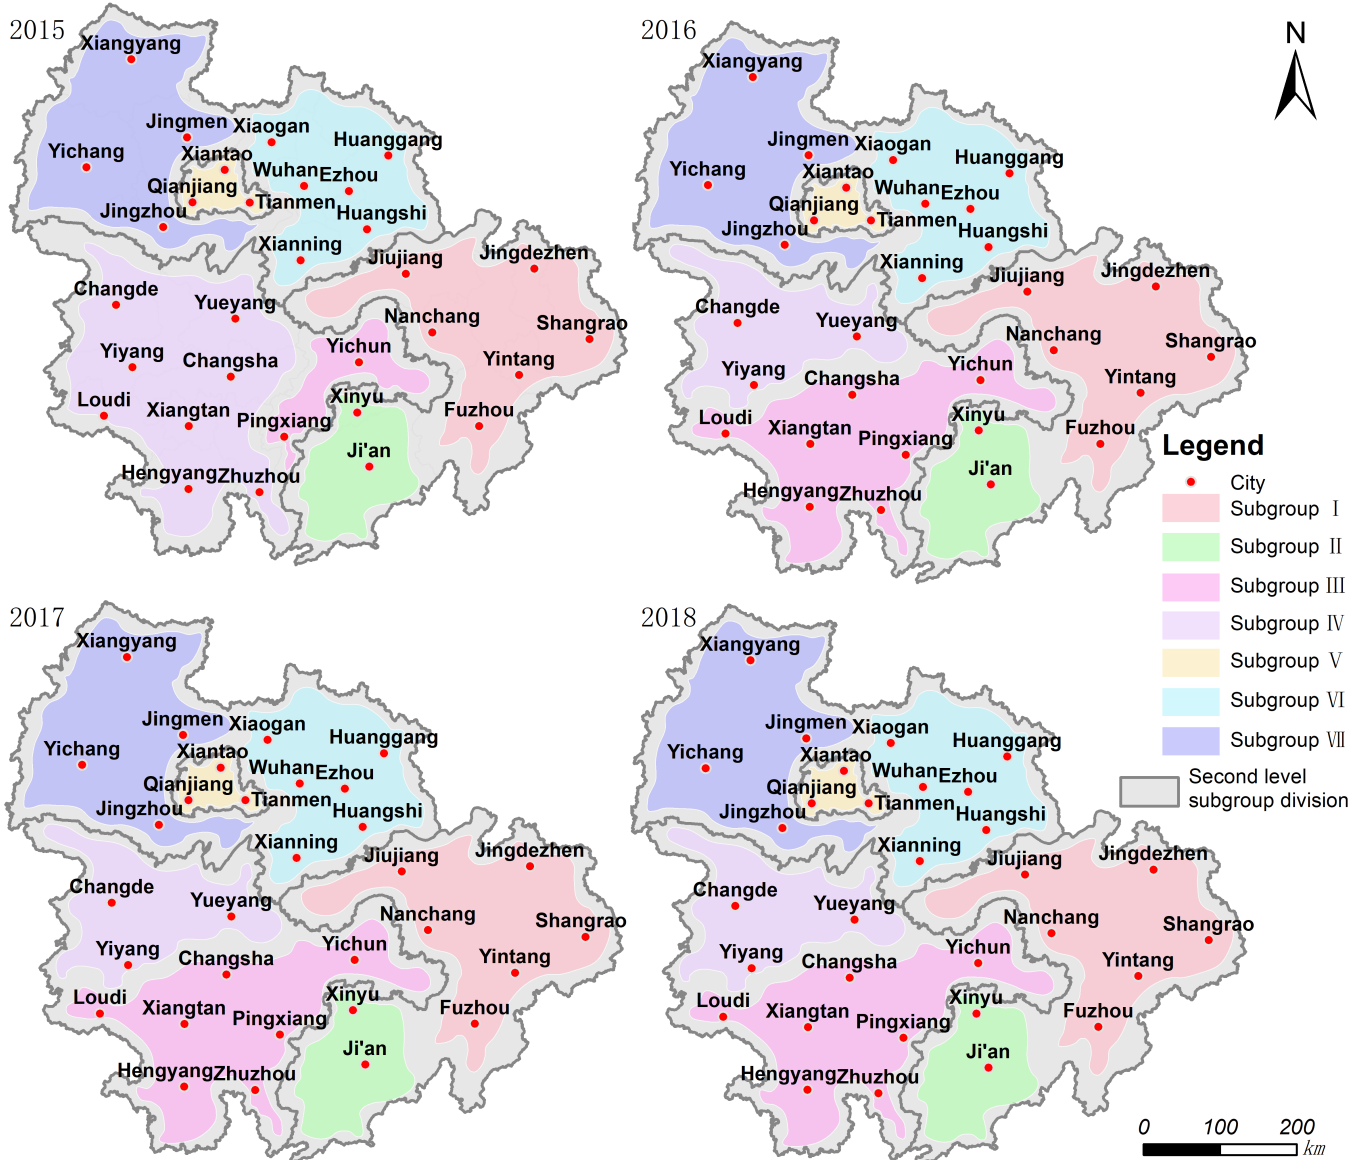 2015
Xiangyang
Jingmen
Xiaogan
Huanggang
Yichang
Xiantao
Wuhan
Ezhou
Qianjiang
Jingzhou
Tianmen
Huangshi
Xianning
Jiujiang
Jingdezhen
Changde
Yueyang
Nanchang
Shangrao
Yiyang
Changsha
Yichun
Yintang
Loudi
Xiangtan
Pingxiang
Xinyu
Fuzhou
Ji'an
Hengyang
Zhuzhou
2016
Xiangyang
Jingmen
Xiaogan
Huanggang
Yichang
Xiantao
Wuhan
Ezhou
Qianjiang
Jingzhou
Tianmen
Huangshi
Xianning
Jiujiang
Jingdezhen
Changde
Yueyang
Nanchang
Shangrao
Yiyang
Changsha
Yichun
Yintang
Loudi
Xiangtan
Pingxiang
Xinyu
Fuzhou
Ji'an
Hengyang
Zhuzhou
N
Legend
City
Subgroup Ⅰ
Subgroup Ⅱ
Subgroup Ⅲ
Subgroup Ⅳ
Subgroup Ⅴ
Subgroup Ⅵ
Subgroup Ⅶ
Second level
subgroup division
2017
Xiangyang
Jingmen
Xiaogan
Huanggang
Yichang
Xiantao
Wuhan
Ezhou
Qianjiang
Jingzhou
Tianmen
Huangshi
Xianning
Jiujiang
Jingdezhen
Changde
Yueyang
Nanchang
Shangrao
Yiyang
Changsha
Yichun
Yintang
Loudi
Xiangtan
Pingxiang
Xinyu
Fuzhou
Ji'an
Hengyang
Zhuzhou
2018
Xiangyang
Jingmen
Xiaogan
Huanggang
Yichang
Xiantao
Wuhan
Ezhou
Qianjiang
Jingzhou
Tianmen
Huangshi
Xianning
Jiujiang
Jingdezhen
Changde
Yueyang
Nanchang
Shangrao
Yiyang
Changsha
Yichun
Yintang
Loudi
Xiangtan
Pingxiang
Xinyu
Fuzhou
Ji'an
Hengyang
Zhuzhou
0 100 200
km